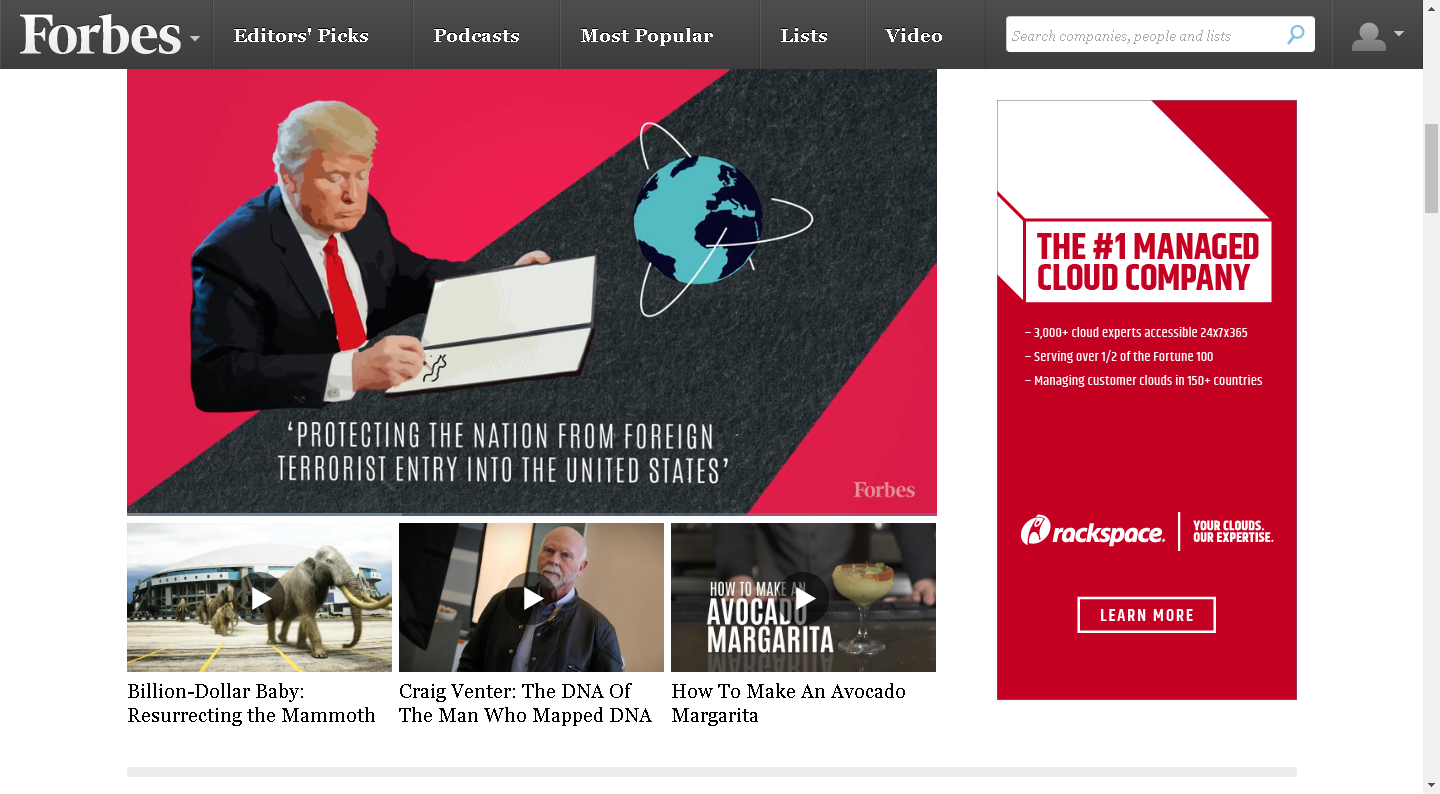 Forbes
Editors' Picks
Podcasts
Most Popular
Lists
Video
Search companies, people and lists
‘PROTECTING THE NATION FROM FOREIGN
TERRORIST ENTRY INTO THE UNITED STATES’
Forbes
HOW TO MAKE AN
AVOCADO
MARGARITA
Billion-Dollar Baby:
Resurrecting the Mammoth
Craig Venter: The DNA Of
The Man Who Mapped DNA
How To Make An Avocado
Margarita
THE #1 MANAGED
CLOUD COMPANY
– 3,000+ cloud experts accessible 24x7x365
– Serving over 1/2 of the Fortune 100
– Managing customer clouds in 150+ countries
rackspace.
YOUR CLOUDS.
OUR EXPERTISE.
LEARN MORE